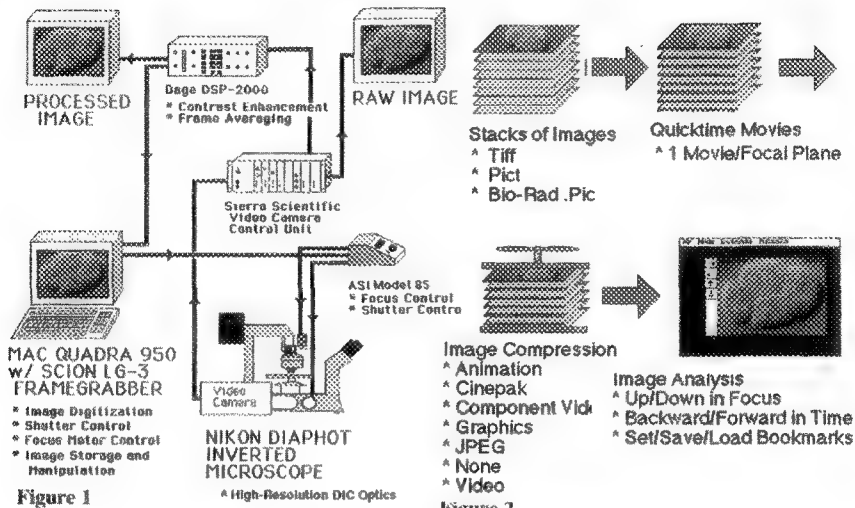 PROCESSED
IMAGE
Dage DSP-2000
* Contrast Enhancement
* Frame Averaging
RAW IMAGE
Sierra Scientific
Video Camera
Control Unit
ASI Model 85
* Focus Control
* Shutter Contro
MAC QUADRA 950
w/ SCION LG-3
FRAMEGRABBER
* Image Digitization
* Shutter Control
* Focus Motor Control
* Image Storage and
Manipulation
Video
Camera
NIKON DIAPHOT
INVERTED
MICROSCOPE
* High-Resolution DIC Optics
Figure 1
Stacks of Images
* Tiff
* Pict
* Bio-Rad .Pic
Quicktime Movies
* 1 Movie/Focal Plane
Image Compression
* Animation
* Cinepak
* Component Vide
* Graphics
* JPEG
* None
* Video
Image Analysis
* Up/Down in Focus
* Backward/Forward in Time
* Set/Save/Load Bookmarks
Figure 2